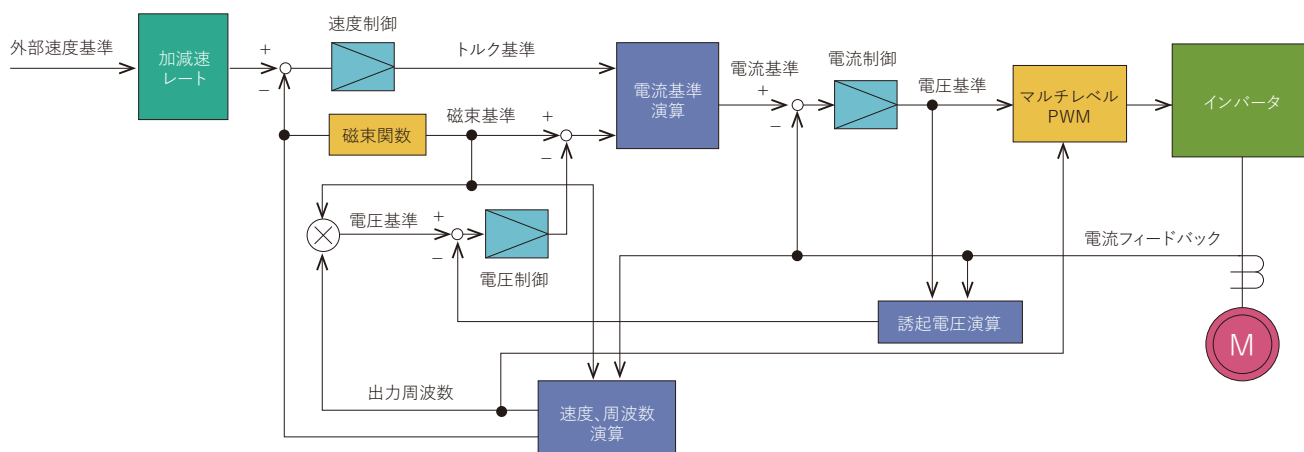 外部速度基準
加減速
レート
+
−
速度制御
トルク基準
電流基準
演算
電流基準
+
−
電流制御
電圧基準
マルチレベル
PWM
インバータ
磁束関数
磁束基準
+
−
電圧基準
+
−
電圧制御
電流フィードバック
誘起電圧演算
M
出力周波数
速度、周波数
演算